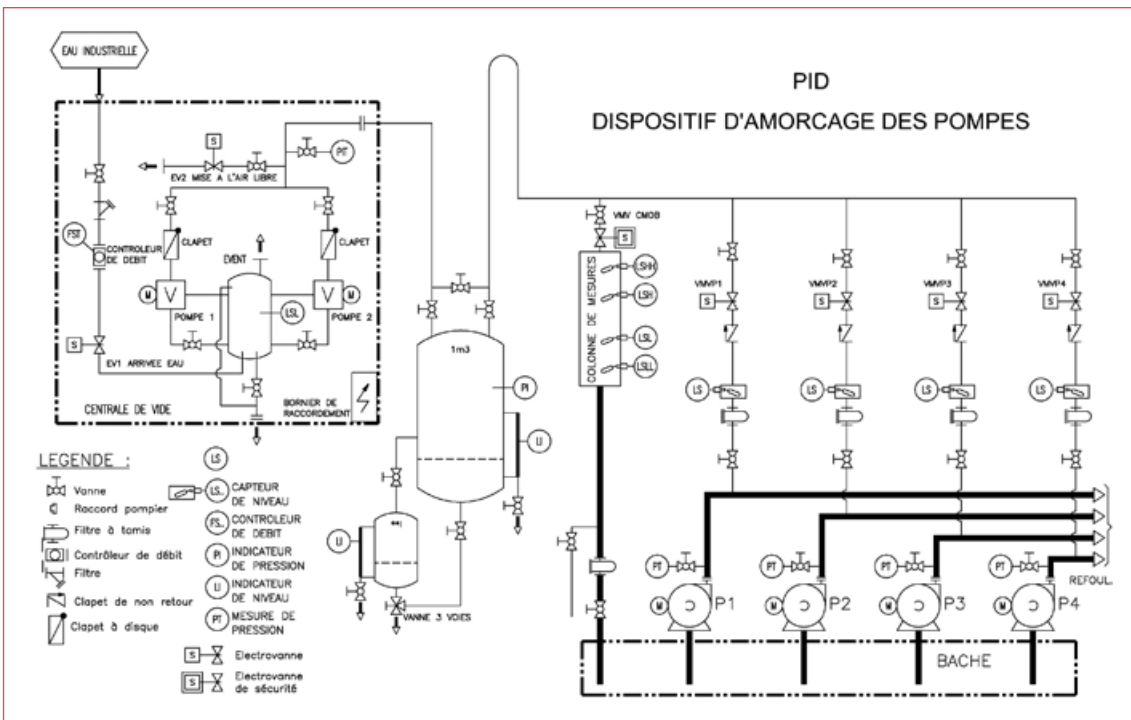 EAU INDUSTRIELLE
PID
DISPOSITIF D'AMORCAGE DES POMPES
S
PIT
EV2 MISE A L'AIR LIBRE
FST
CONTROLEUR
DE DEBIT
CLAPET
CLAPET
EVENT
M
V
V
M
POMPE 1
POMPE 2
LSL
S
EV1 ARRIVEE EAU
CENTRALE DE VIDE
BORNIER DE
RACCORDEMENT
1m3
PI
LI
LI
VANNE 3 VOIES
VMV CMOB
S
COLONNE DE MESURES
LSHH
LSH
LSL
LSLL
VMVP1
VMVP2
VMVP3
VMVP4
S
S
S
S
LS
LS
LS
LS
REFOUL.
PT
PT
PT
PT
M
M
M
M
C
C
C
C
P1
P2
P3
P4
BACHE
LEGENDE :
Vanne
Raccord pompier
Filtre à tamis
Contrôleur de débit
Filtre
Clapet de non retour
Clapet à disque
LS
LS..
CAPTEUR
DE NIVEAU
FS..
CONTROLEUR
DE DEBIT
PI
INDICATEUR
DE PRESSION
LI
INDICATEUR
DE NIVEAU
PT
MESURE DE
PRESSION
S
Electrovanne
S
Electrovanne
de sécurité